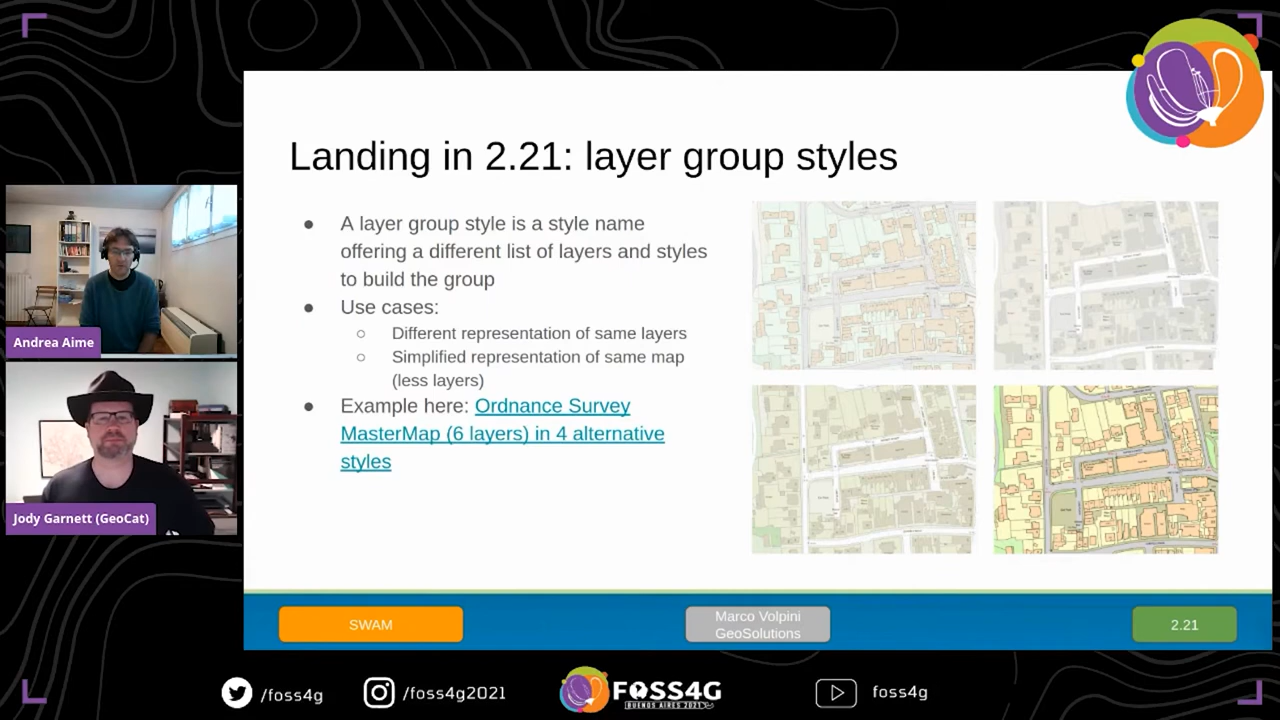 Landing in 2.21: layer group styles
● A layer group style is a style name
offering a different list of layers and styles
to build the group
● Use cases:
○ Different representation of same layers
○ Simplified representation of same map
(less layers)
● Example here: Ordnance Survey
MasterMap (6 layers) in 4 alternative
styles
Andrea Aime
Jody Garnett (GeoCat)
SWAM
Marco Volpini
GeoSolutions
2.21
/foss4g
/foss4g2021
FOSS4G
BUENOS AIRES 2021
foss4g